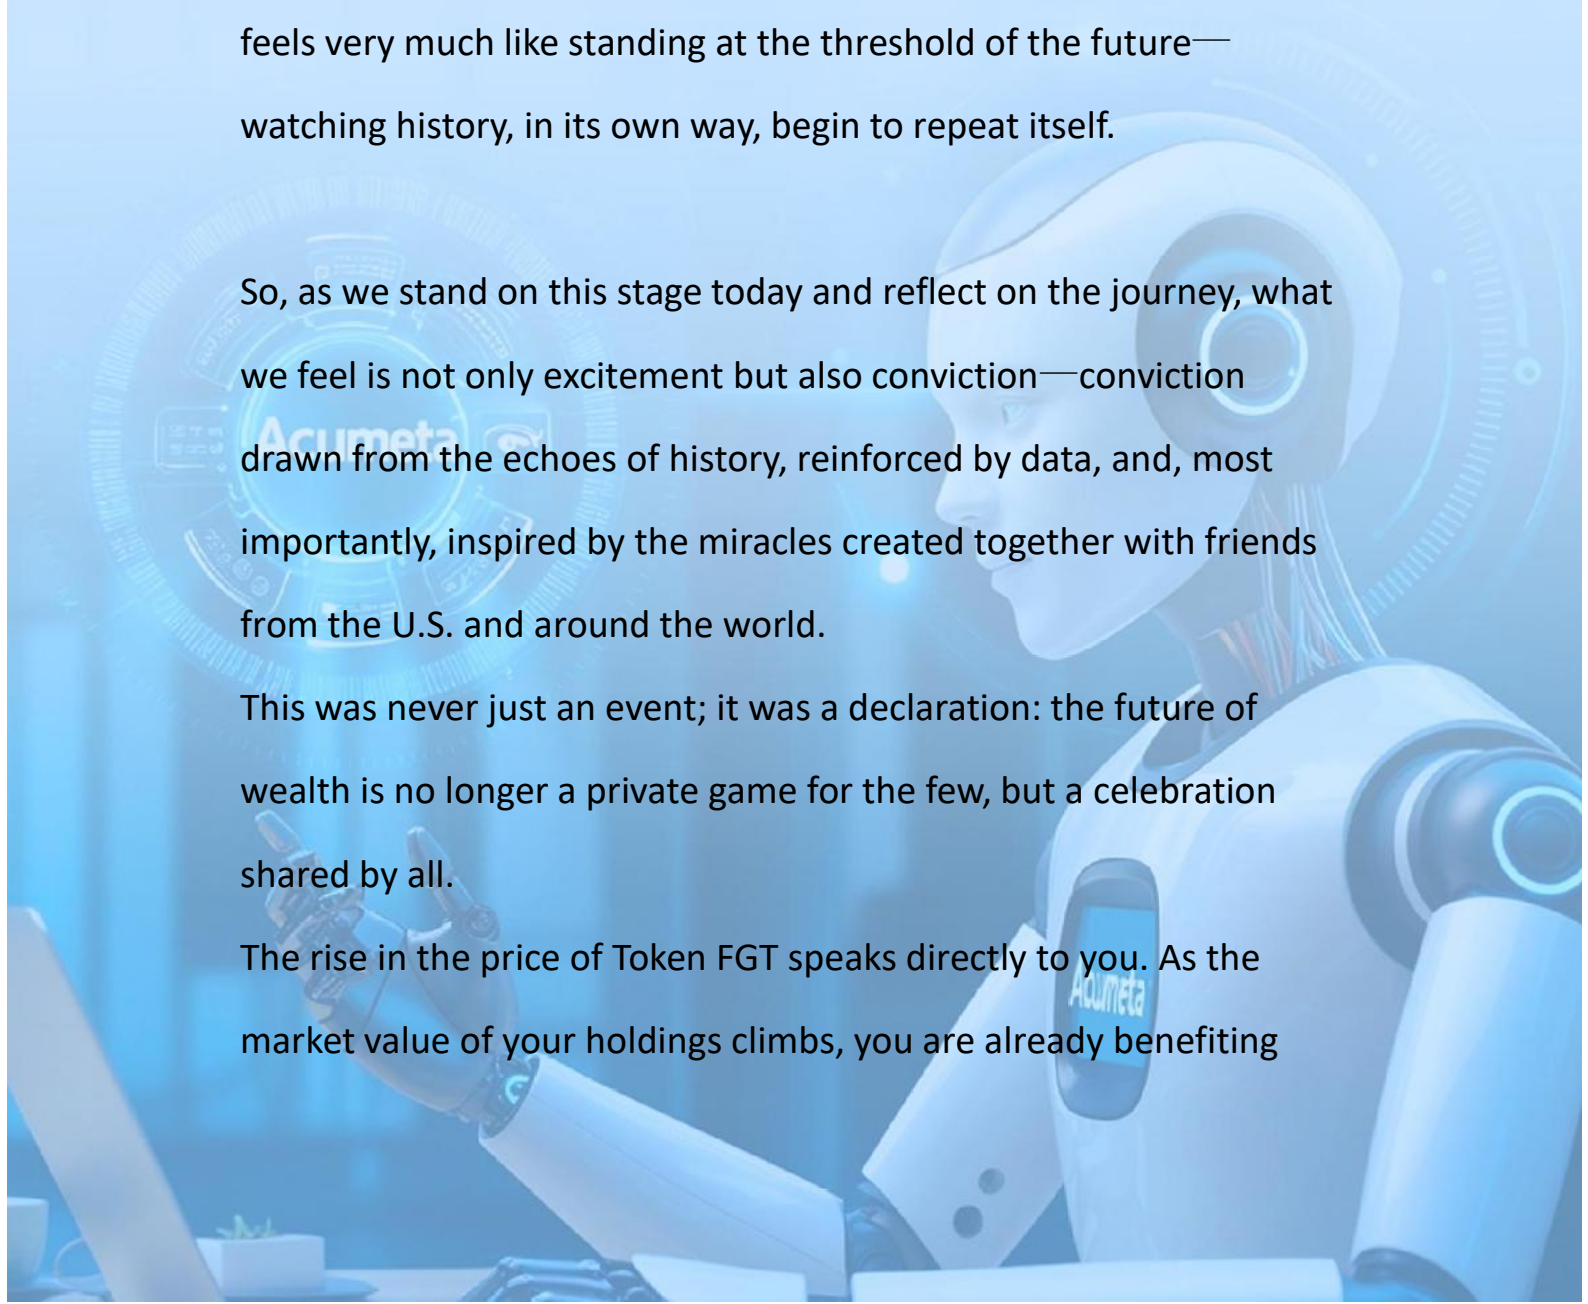 feels very much like standing at the threshold of the future—
watching history, in its own way, begin to repeat itself.
So, as we stand on this stage today and reflect on the journey, what
we feel is not only excitement but also conviction—conviction
Acumeta
drawn from the echoes of history, reinforced by data, and, most
importantly, inspired by the miracles created together with friends
from the U.S. and around the world.
This was never just an event; it was a declaration: the future of
wealth is no longer a private game for the few, but a celebration
shared by all.
The rise in the price of Token FGT speaks directly to you. As the
Acumeta
market value of your holdings climbs, you are already benefiting